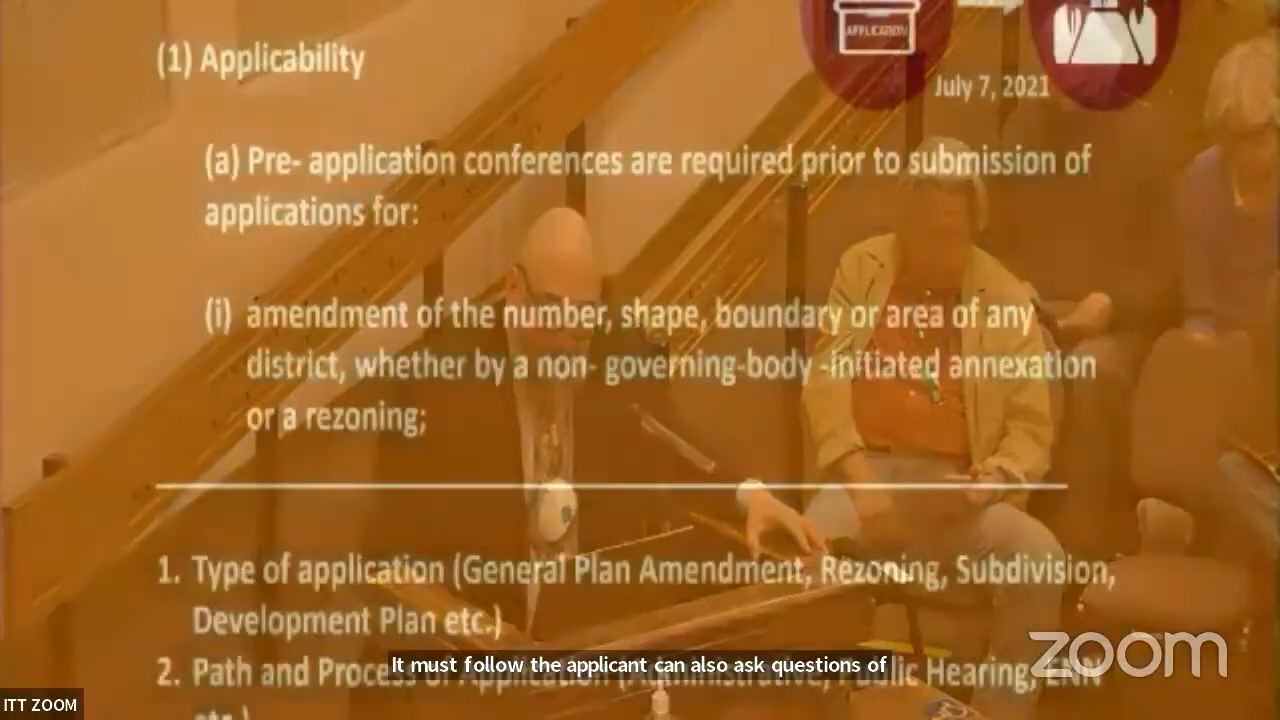 APPLICATION
(1) Applicability
July 7, 2021
(a) Pre- application conferences are required prior to submission of
applications for:
(i) amendment of the number, shape, boundary or area of any
district, whether by a non- governing-body -initiated annexation
or a rezoning;
1. Type of application (General Plan Amendment, Rezoning, Subdivision,
Development Plan etc.)
2. Path and Process of Application (Administrative, Public Hearing, ENN
etc.)
It must follow the applicant can also ask questions of
zoom
ITT ZOOM